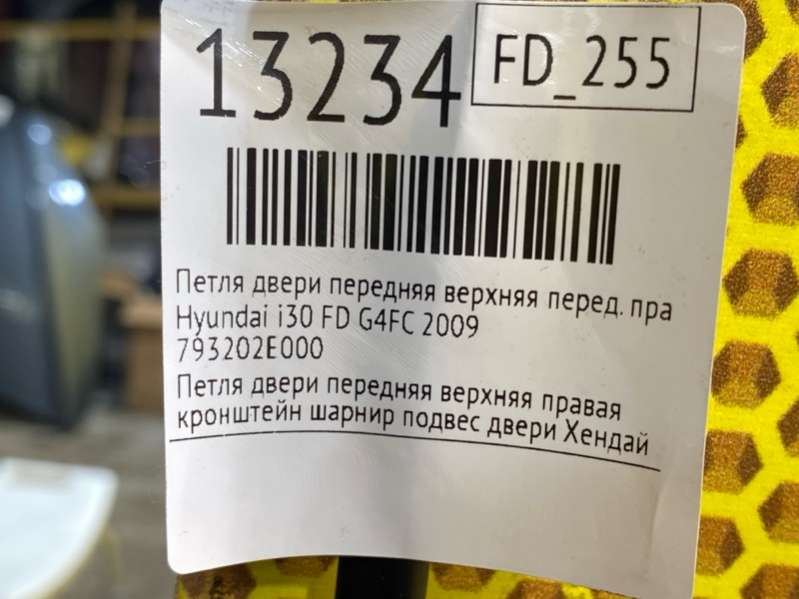 13234
FD_255
Петля двери передняя верхняя перед. пра
Hyundai i30 FD G4FC 2009
793202E000
Петля двери передняя верхняя правая
кронштейн шарнир подвес двери Хендай